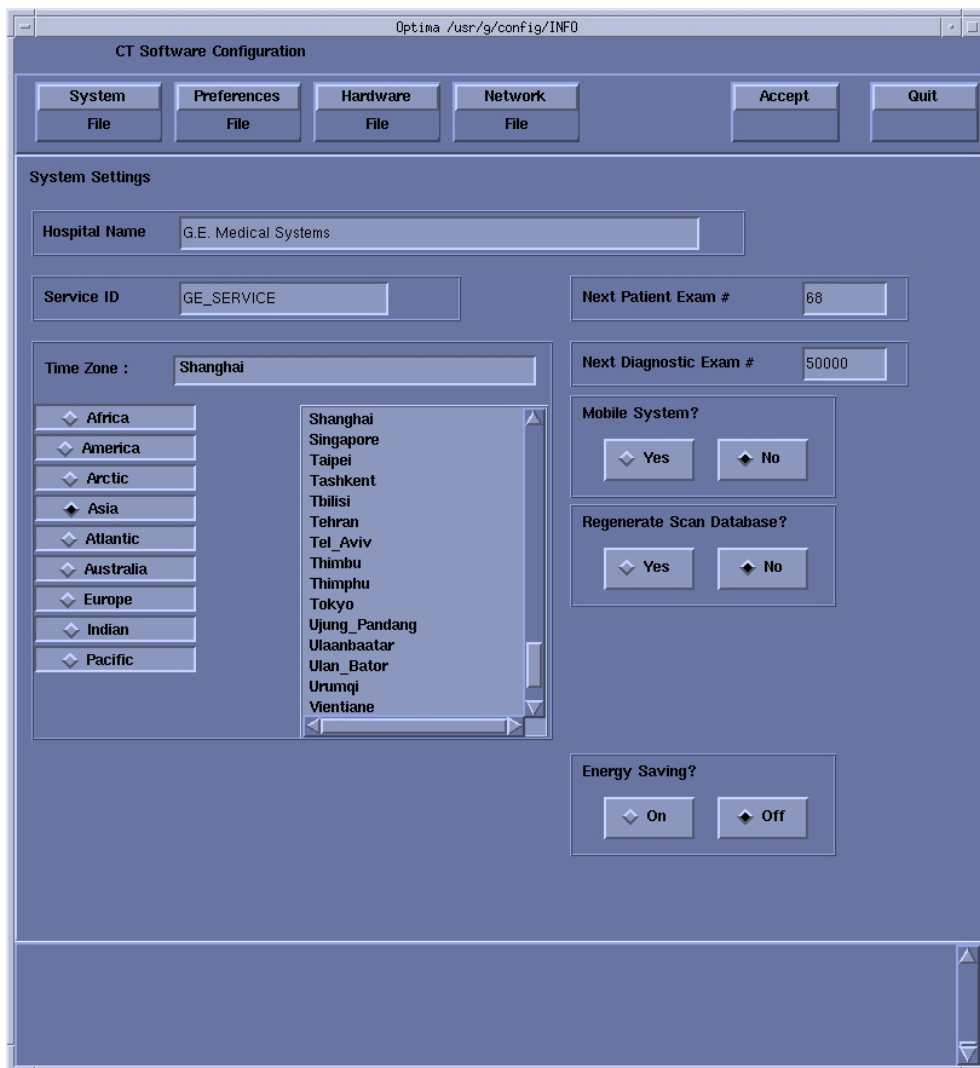 Optima /usr/g/config/INFO
CT Software Configuration
System Preferences Hardware Network Accept Quit
File File File File
System Settings
Hospital Name G.E. Medical Systems
Service ID GE_SERVICE
Next Patient Exam # 68
Time Zone : Shanghai
Next Diagnostic Exam # 50000
Africa
America
Arctic
Asia
Atlantic
Australia
Europe
Indian
Pacific
Shanghai
Singapore
Taipei
Tashkent
Tbilisi
Tehran
Tel_Aviv
Thimbu
Thimphu
Tokyo
Ujung_Pandang
Ulaanbaatar
Ulan_Bator
Urumqi
Vientiane
Mobile System?
Yes No
Regenerate Scan Database?
Yes No
Energy Saving?
On Off